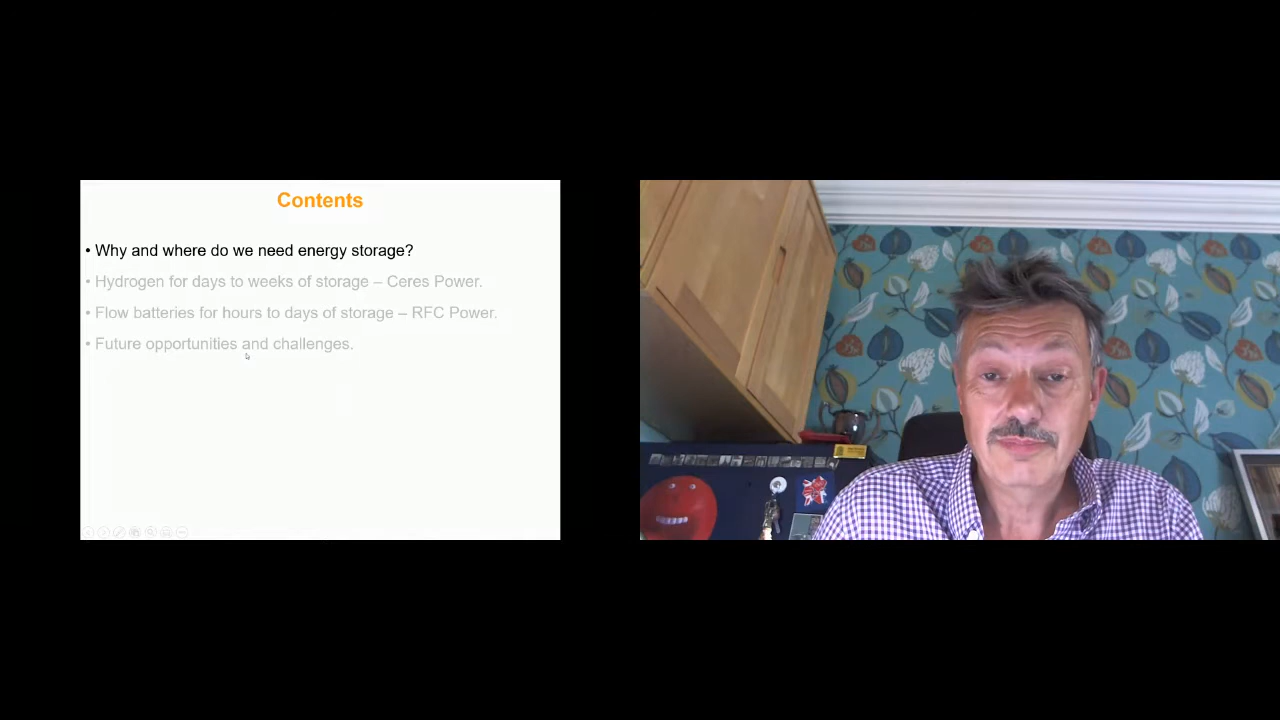 Contents
• Why and where do we need energy storage?
• Hydrogen for days to weeks of storage – Ceres Power.
• Flow batteries for hours to days of storage – RFC Power.
• Future opportunities and challenges.